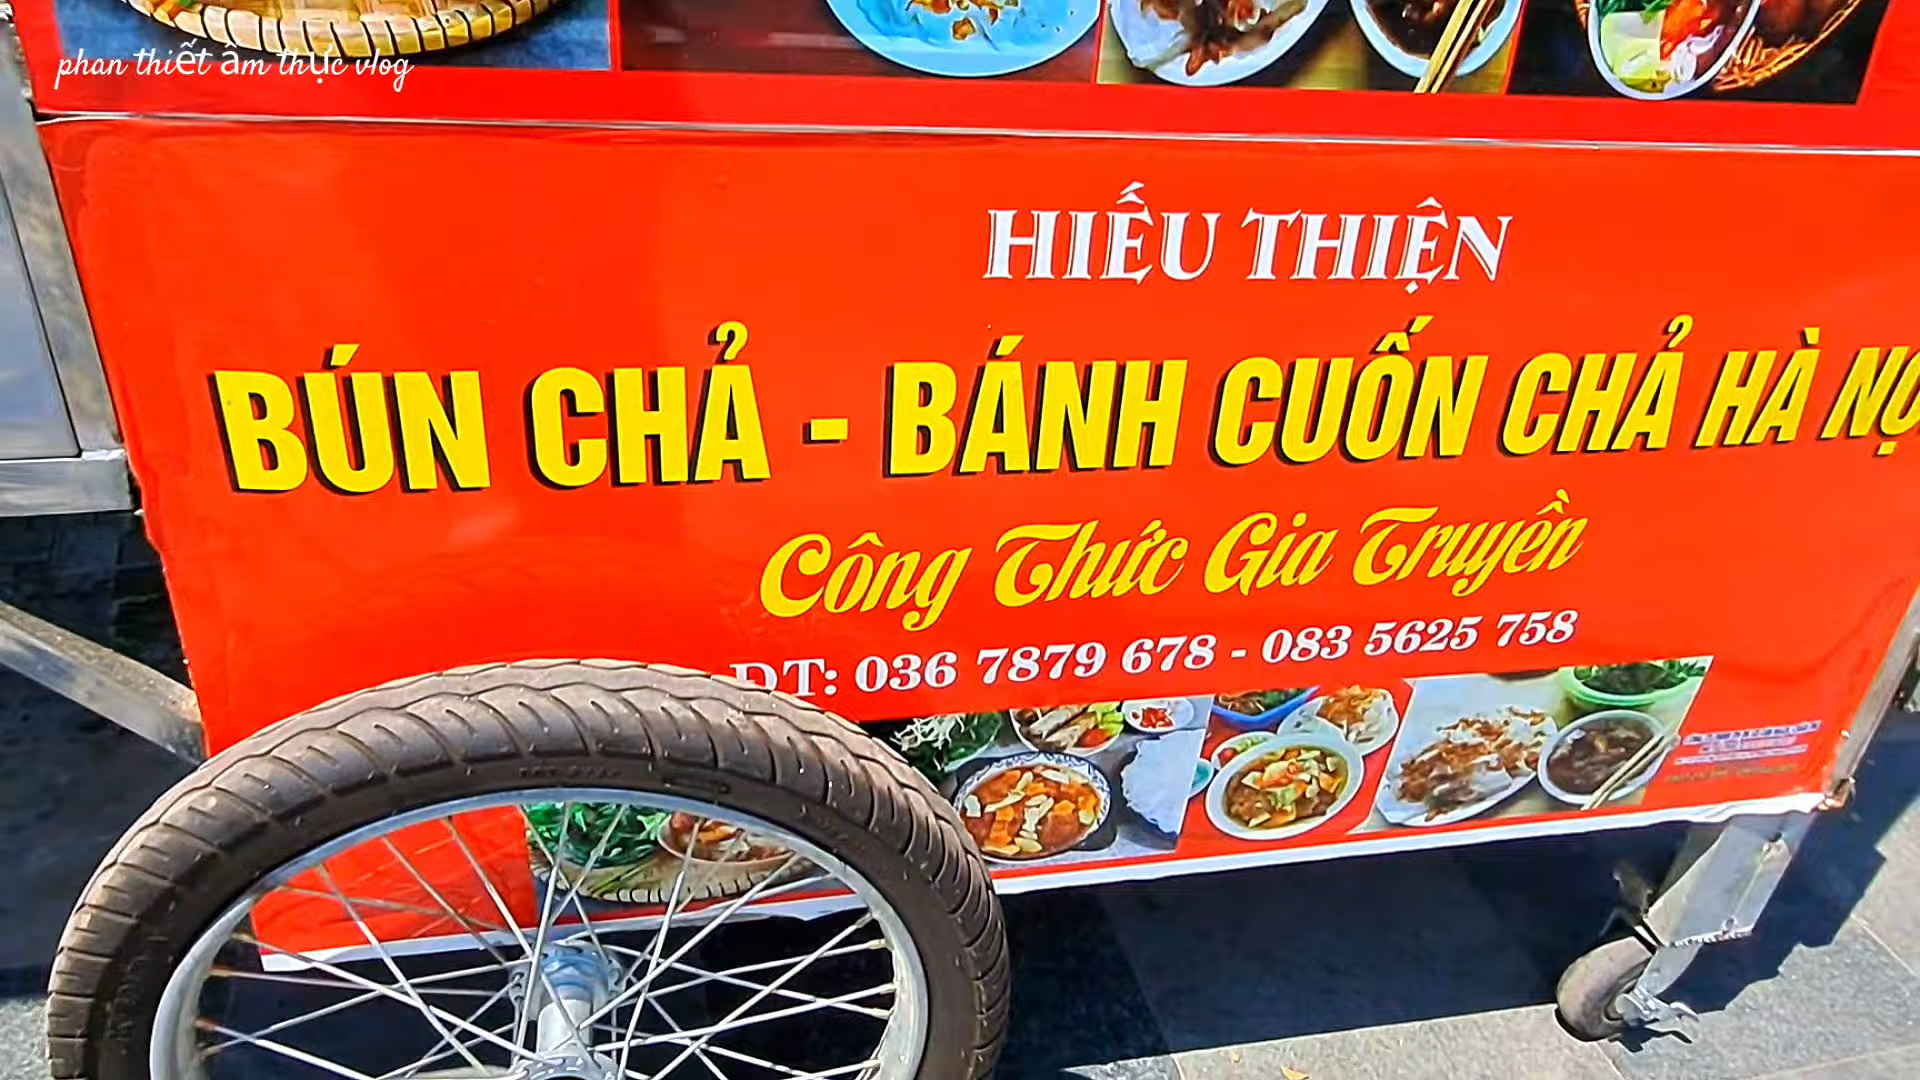 phan thiết ẩm thực vlog
HIẾU THIỆN
BÚN CHẢ - BÁNH CUỐN CHẢ HÀ NỘ
Công Thức Gia Truyền
ĐT: 036 7879 678 - 083 5625 758